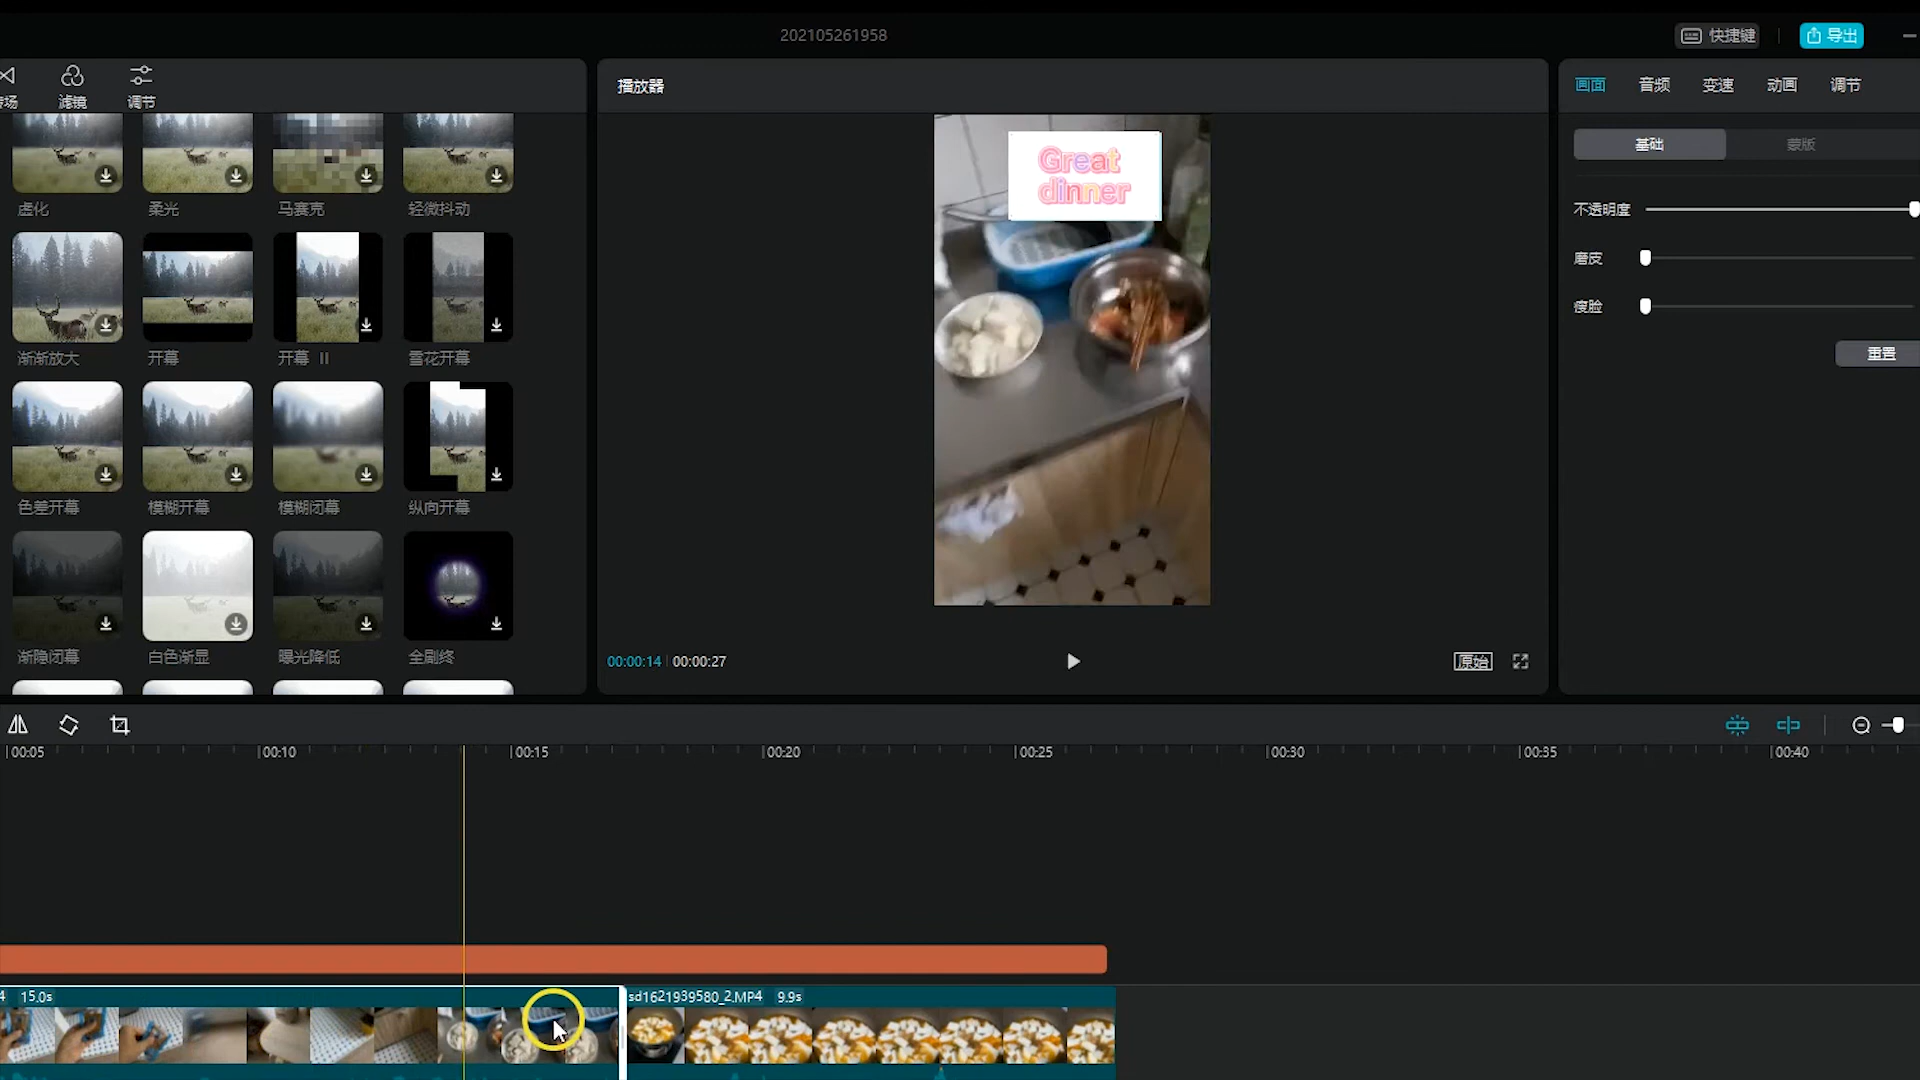 202105261958
快捷键
导出
滤镜
调节
播放器
画面
音频
变速
动画
调节
基础
蒙版
Great
dinner
虚化
柔光
马赛克
轻微抖动
不透明度
磨皮
瘦脸
重置
渐渐放大
开幕
开幕 II
雪花开幕
色差开幕
模糊开幕
模糊闭幕
纵向开幕
渐隐闭幕
白色渐显
曝光降低
全剧终
00:00:14
00:00:27
原始
00:05
00:10
00:15
00:20
00:25
00:30
00:35
00:40
15.0s
sd1621939580_2.MP4 9.9s